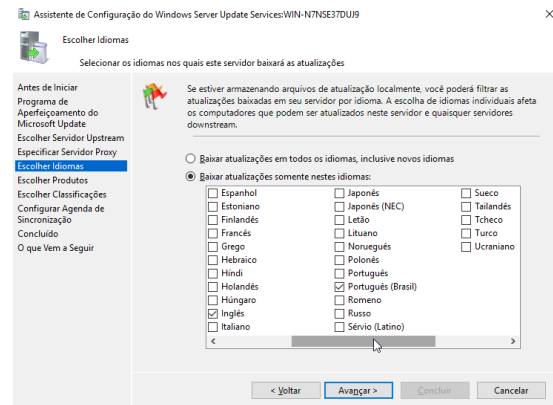 Assistente de Configuração do Windows Server Update Services:WIN-N7NSE37DUJ9
Escolher Idiomas
Selecionar os idiomas nos quais este servidor baixará as atualizações
Antes de Iniciar
Programa de
Aperfeiçoamento do
Microsoft Update
Escolher Servidor Upstream
Especificar Servidor Proxy
Escolher Idiomas
Escolher Produtos
Escolher Classificações
Configurar Agenda de
Sincronização
Concluído
O que Vem a Seguir
Se estiver armazenando arquivos de atualização localmente, você poderá filtrar as
atualizações baixadas em seu servidor por idioma. A escolha de idiomas individuais afeta
os computadores que podem ser atualizados neste servidor e quaisquer servidores
downstream.
Baixar atualizações em todos os idiomas, inclusive novos idiomas
Baixar atualizações somente nestes idiomas:
Espanhol
Estoniano
Finlandês
Francês
Grego
Hebraico
Híndi
Holandês
Húngaro
Inglês
Italiano
Japonês
Japonês (NEC)
Letão
Lituano
Norueguês
Polonês
Português
Português (Brasil)
Romeno
Russo
Sérvio (Latino)
Sueco
Tailandês
Tcheco
Turco
Ucraniano
< Voltar
Avançar >
Concluir
Cancelar